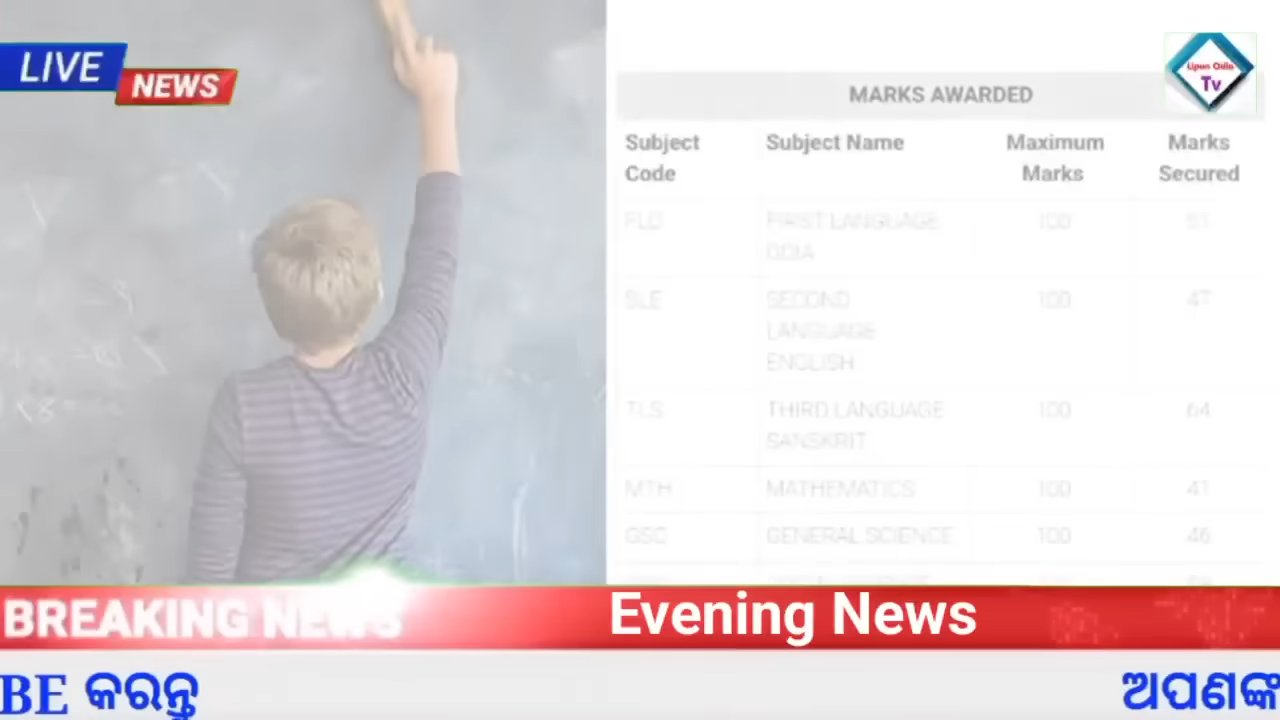 LIVE
NEWS
Lipun Odia
Tv
MARKS AWARDED
Subject Code
Subject Name
Maximum Marks
Marks Secured
FLO
FIRST LANGUAGE ODIA
100
51
SLE
SECOND LANGUAGE ENGLISH
100
47
TLS
THIRD LANGUAGE SANSKRIT
100
64
MTH
MATHEMATICS
100
41
GSC
GENERAL SCIENCE
100
46
BREAKING NEWS
Evening News
BE କରନ୍ତୁ
ଅପଣଙ୍କ